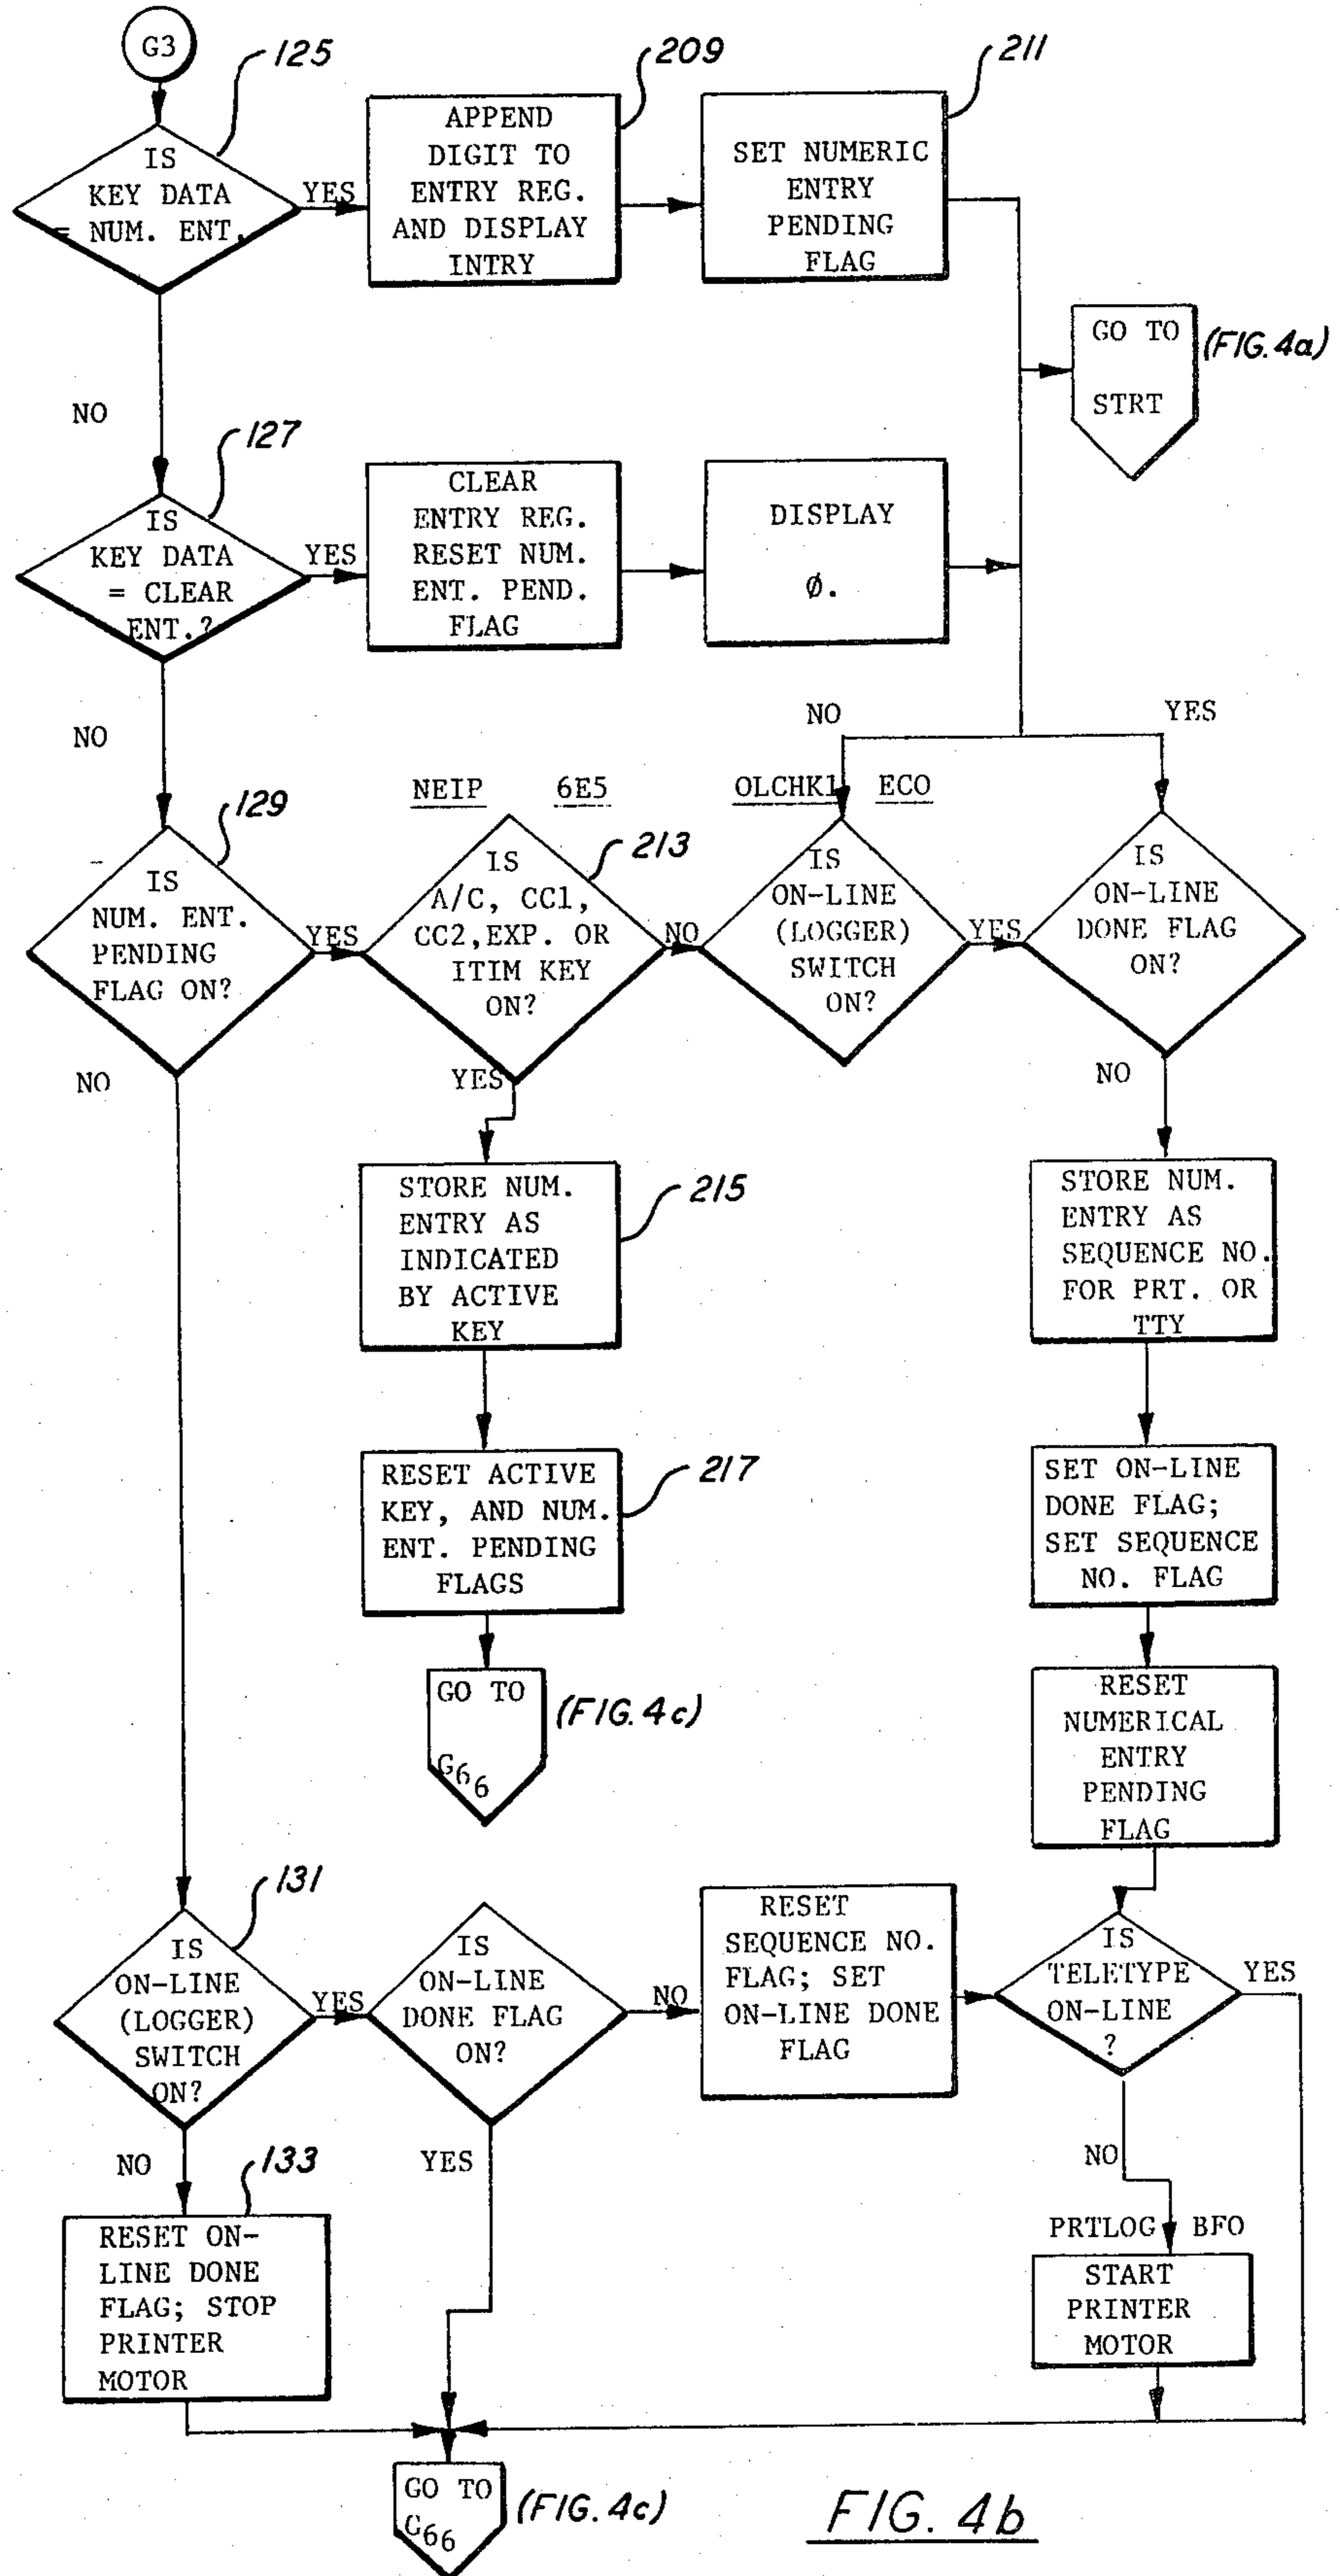 G3
125
IS
KEY DATA
= NUM. ENT.
YES
209
APPEND
DIGIT TO
ENTRY REG.
AND DISPLAY
INTRY
211
SET NUMERIC
ENTRY
PENDING
FLAG
GO TO
STRT
(FIG. 4a)
NO
127
IS
KEY DATA
= CLEAR
ENT.?
YES
CLEAR
ENTRY REG.
RESET NUM.
ENT. PEND.
FLAG
DISPLAY
Ø.
NO
NO
YES
129
IS
NUM. ENT.
PENDING
FLAG ON?
YES
NEIP 6E5
213
IS
A/C, CC1,
CC2, EXP. OR
ITIM KEY
ON?
NO
OLCHK1 ECO
IS
ON-LINE
(LOGGER)
SWITCH
ON?
YES
IS
ON-LINE
DONE FLAG
ON?
NO
YES
NO
215
STORE NUM.
ENTRY AS
INDICATED
BY ACTIVE
KEY
STORE NUM.
ENTRY AS
SEQUENCE NO.
FOR PRT. OR
TTY
217
RESET ACTIVE
KEY, AND NUM.
ENT. PENDING
FLAGS
SET ON-LINE
DONE FLAG;
SET SEQUENCE
NO. FLAG
GO TO
G66
(FIG. 4c)
RESET
NUMERICAL
ENTRY
PENDING
FLAG
131
IS
ON-LINE
(LOGGER)
SWITCH
ON?
YES
IS
ON-LINE
DONE FLAG
ON?
NO
RESET
SEQUENCE NO.
FLAG; SET
ON-LINE DONE
FLAG
IS
TELETYPE
ON-LINE
?
YES
NO
133
YES
NO
RESET ON-
LINE DONE
FLAG; STOP
PRINTER
MOTOR
PRTLOG BFO
START
PRINTER
MOTOR
GO TO
G66
(FIG. 4c)
FIG. 4b